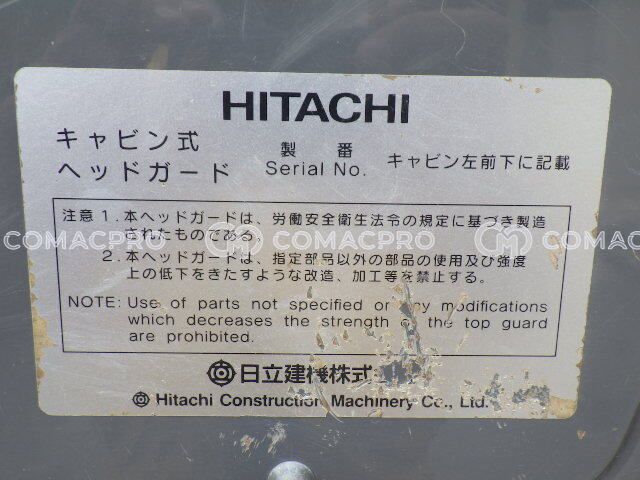 HITACHI
キャビン式
ヘッドガード
製 番
Serial No.
キャビン左前下に記載
注意 1. 本ヘッドガードは、労働安全衛生法令の規定に基づき製造
されたものである。
2. 本ヘッドガードは、指定部品以外の部品の使用及び強度
上の低下をきたすような改造、加工等を禁止する。
NOTE: Use of parts not specified or any modifications
which decreases the strength of the top guard
are prohibited.
日立建機株式
Hitachi Construction Machinery Co., Ltd.
COMACPRO COMACPRO COMACPRO